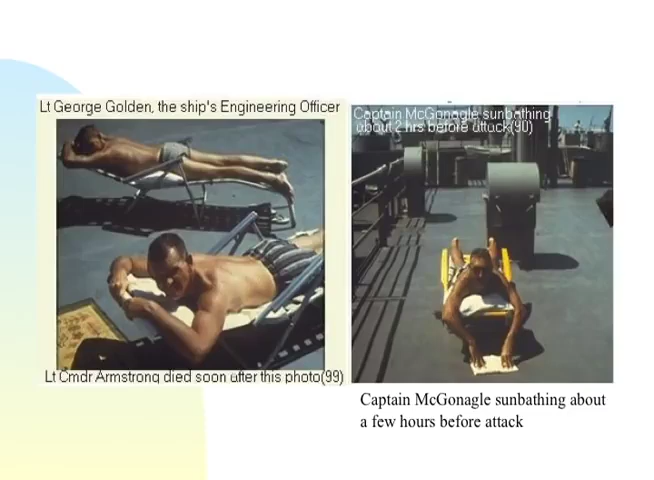 Lt George Golden, the ship's Engineering Officer
Lt Cmdr Armstrong died soon after this photo(99)
Captain McGonagle sunbathing
about 2 hrs before attack(90)
Captain McGonagle sunbathing about
a few hours before attack